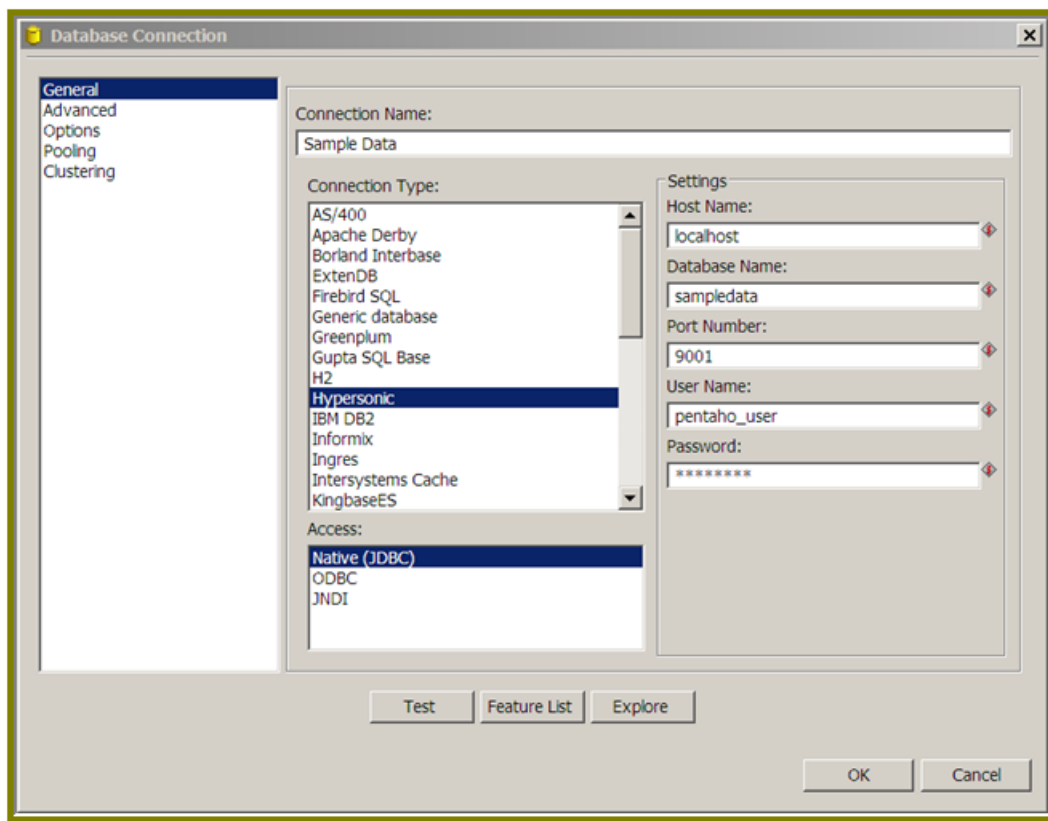 Database Connection
General
Advanced
Options
Pooling
Clustering
Connection Name:
Sample Data
Connection Type:
AS/400
Apache Derby
Borland Interbase
ExtenDB
Firebird SQL
Generic database
Greenplum
Gupta SQL Base
H2
Hypersonic
IBM DB2
Informix
Ingres
Intersystems Cache
KingbaseES
Access:
Native (JDBC)
ODBC
JNDI
Settings
Host Name:
localhost
Database Name:
sampledata
Port Number:
9001
User Name:
pentaho_user
Password:
********
Test
Feature List
Explore
OK
Cancel